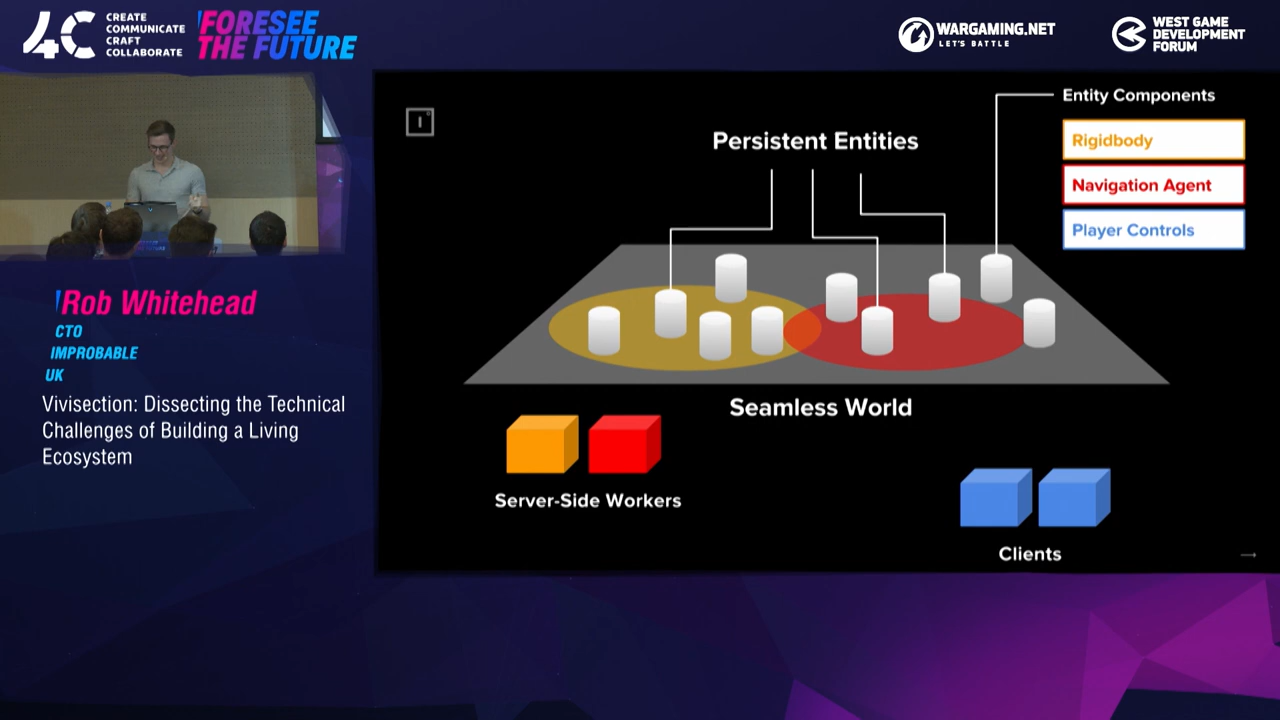 4C
CREATE
COMMUNICATE
CRAFT
COLLABORATE
FORESEE
THE FUTURE
WARGAMING.NET
LET'S BATTLE
WEST GAME
DEVELOPMENT
FORUM
Entity Components
Persistent Entities
Rigidbody
Navigation Agent
Player Controls
Seamless World
Server-Side Workers
Clients
Rob Whitehead
CTO
IMPROBABLE
UK
Vivisection: Dissecting the Technical
Challenges of Building a Living
Ecosystem